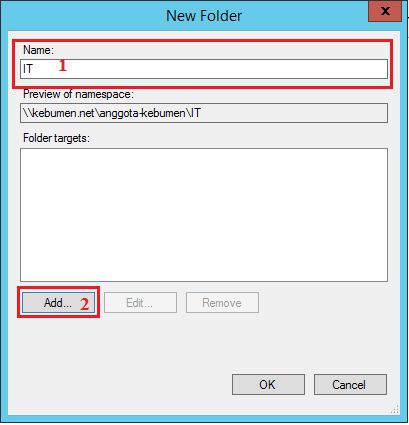 New Folder
X
Name:
IT 1
Preview of namespace:
\\kebumen.net\anggota-kebumen\IT
Folder targets:
Add... 2 Edit... Remove
OK Cancel